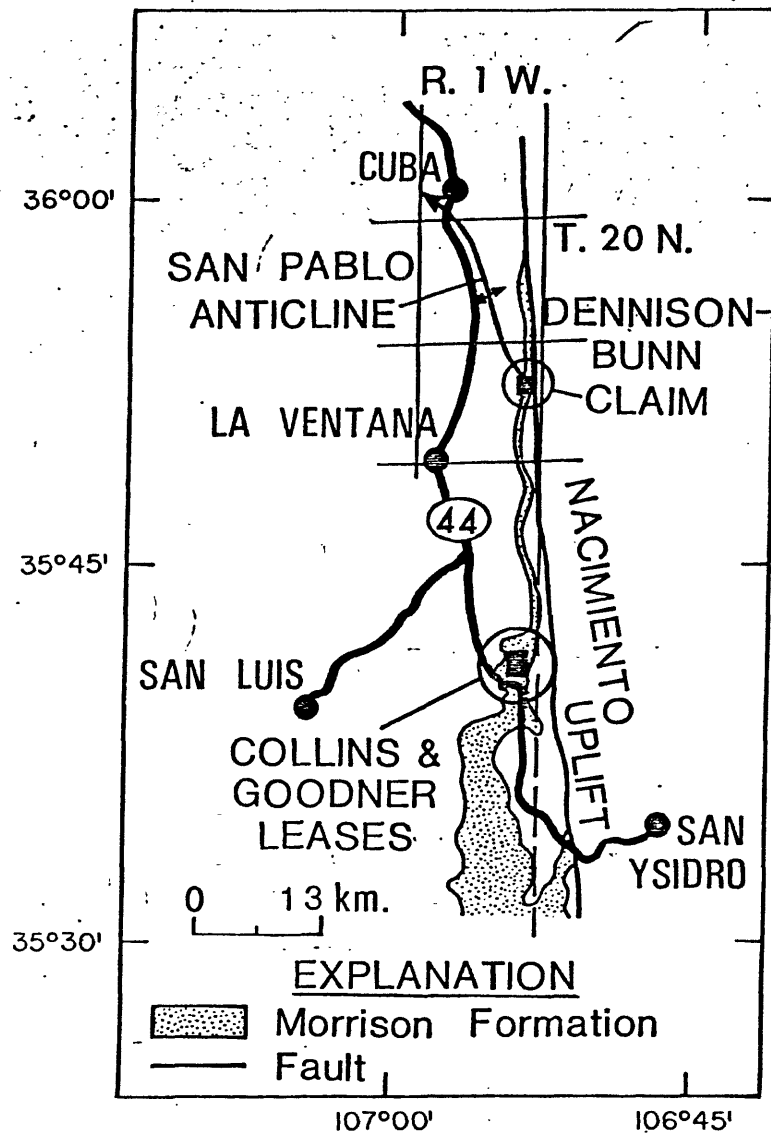 R. 1 W.
CUBA
36°00'
T. 20 N.
SAN PABLO
ANTICLINE
DENNISON-
BUNN
CLAIM
LA VENTANA
44
35°45'
NACIMIENTO
UPLIFT
SAN LUIS
COLLINS &
GOODNER
LEASES
SAN
YSIDRO
0 13 km.
35°30'
EXPLANATION
Morrison Formation
Fault
107°00'
106°45'